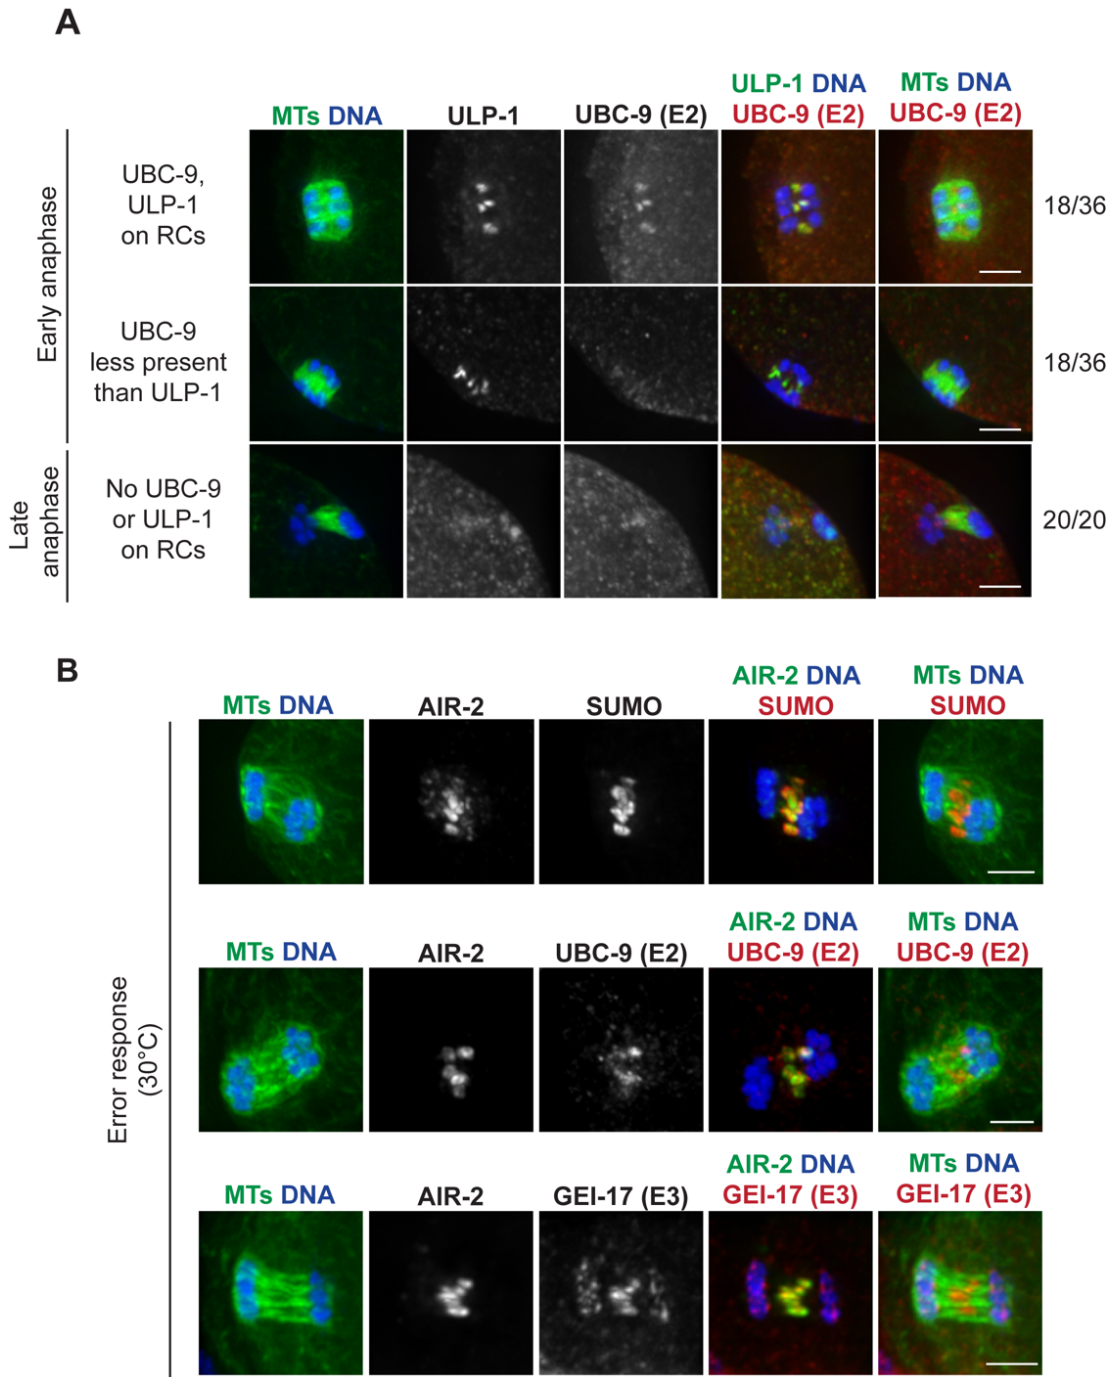 A
ULP-1 DNA
MTs DNA
MTs DNA
ULP-1
UBC-9 (E2)
UBC-9 (E2)
UBC-9 (E2)
Early anaphase
UBC-9,
ULP-1
on RCs
18/36
UBC-9
less present
than ULP-1
18/36
Late
anaphase
No UBC-9
or ULP-1
on RCs
20/20
B
AIR-2 DNA
MTs DNA
MTs DNA
AIR-2
SUMO
SUMO
SUMO
Error response
(30°C)
AIR-2 DNA
MTs DNA
MTs DNA
AIR-2
UBC-9 (E2)
UBC-9 (E2)
UBC-9 (E2)
AIR-2 DNA
MTs DNA
MTs DNA
AIR-2
GEI-17 (E3)
GEI-17 (E3)
GEI-17 (E3)